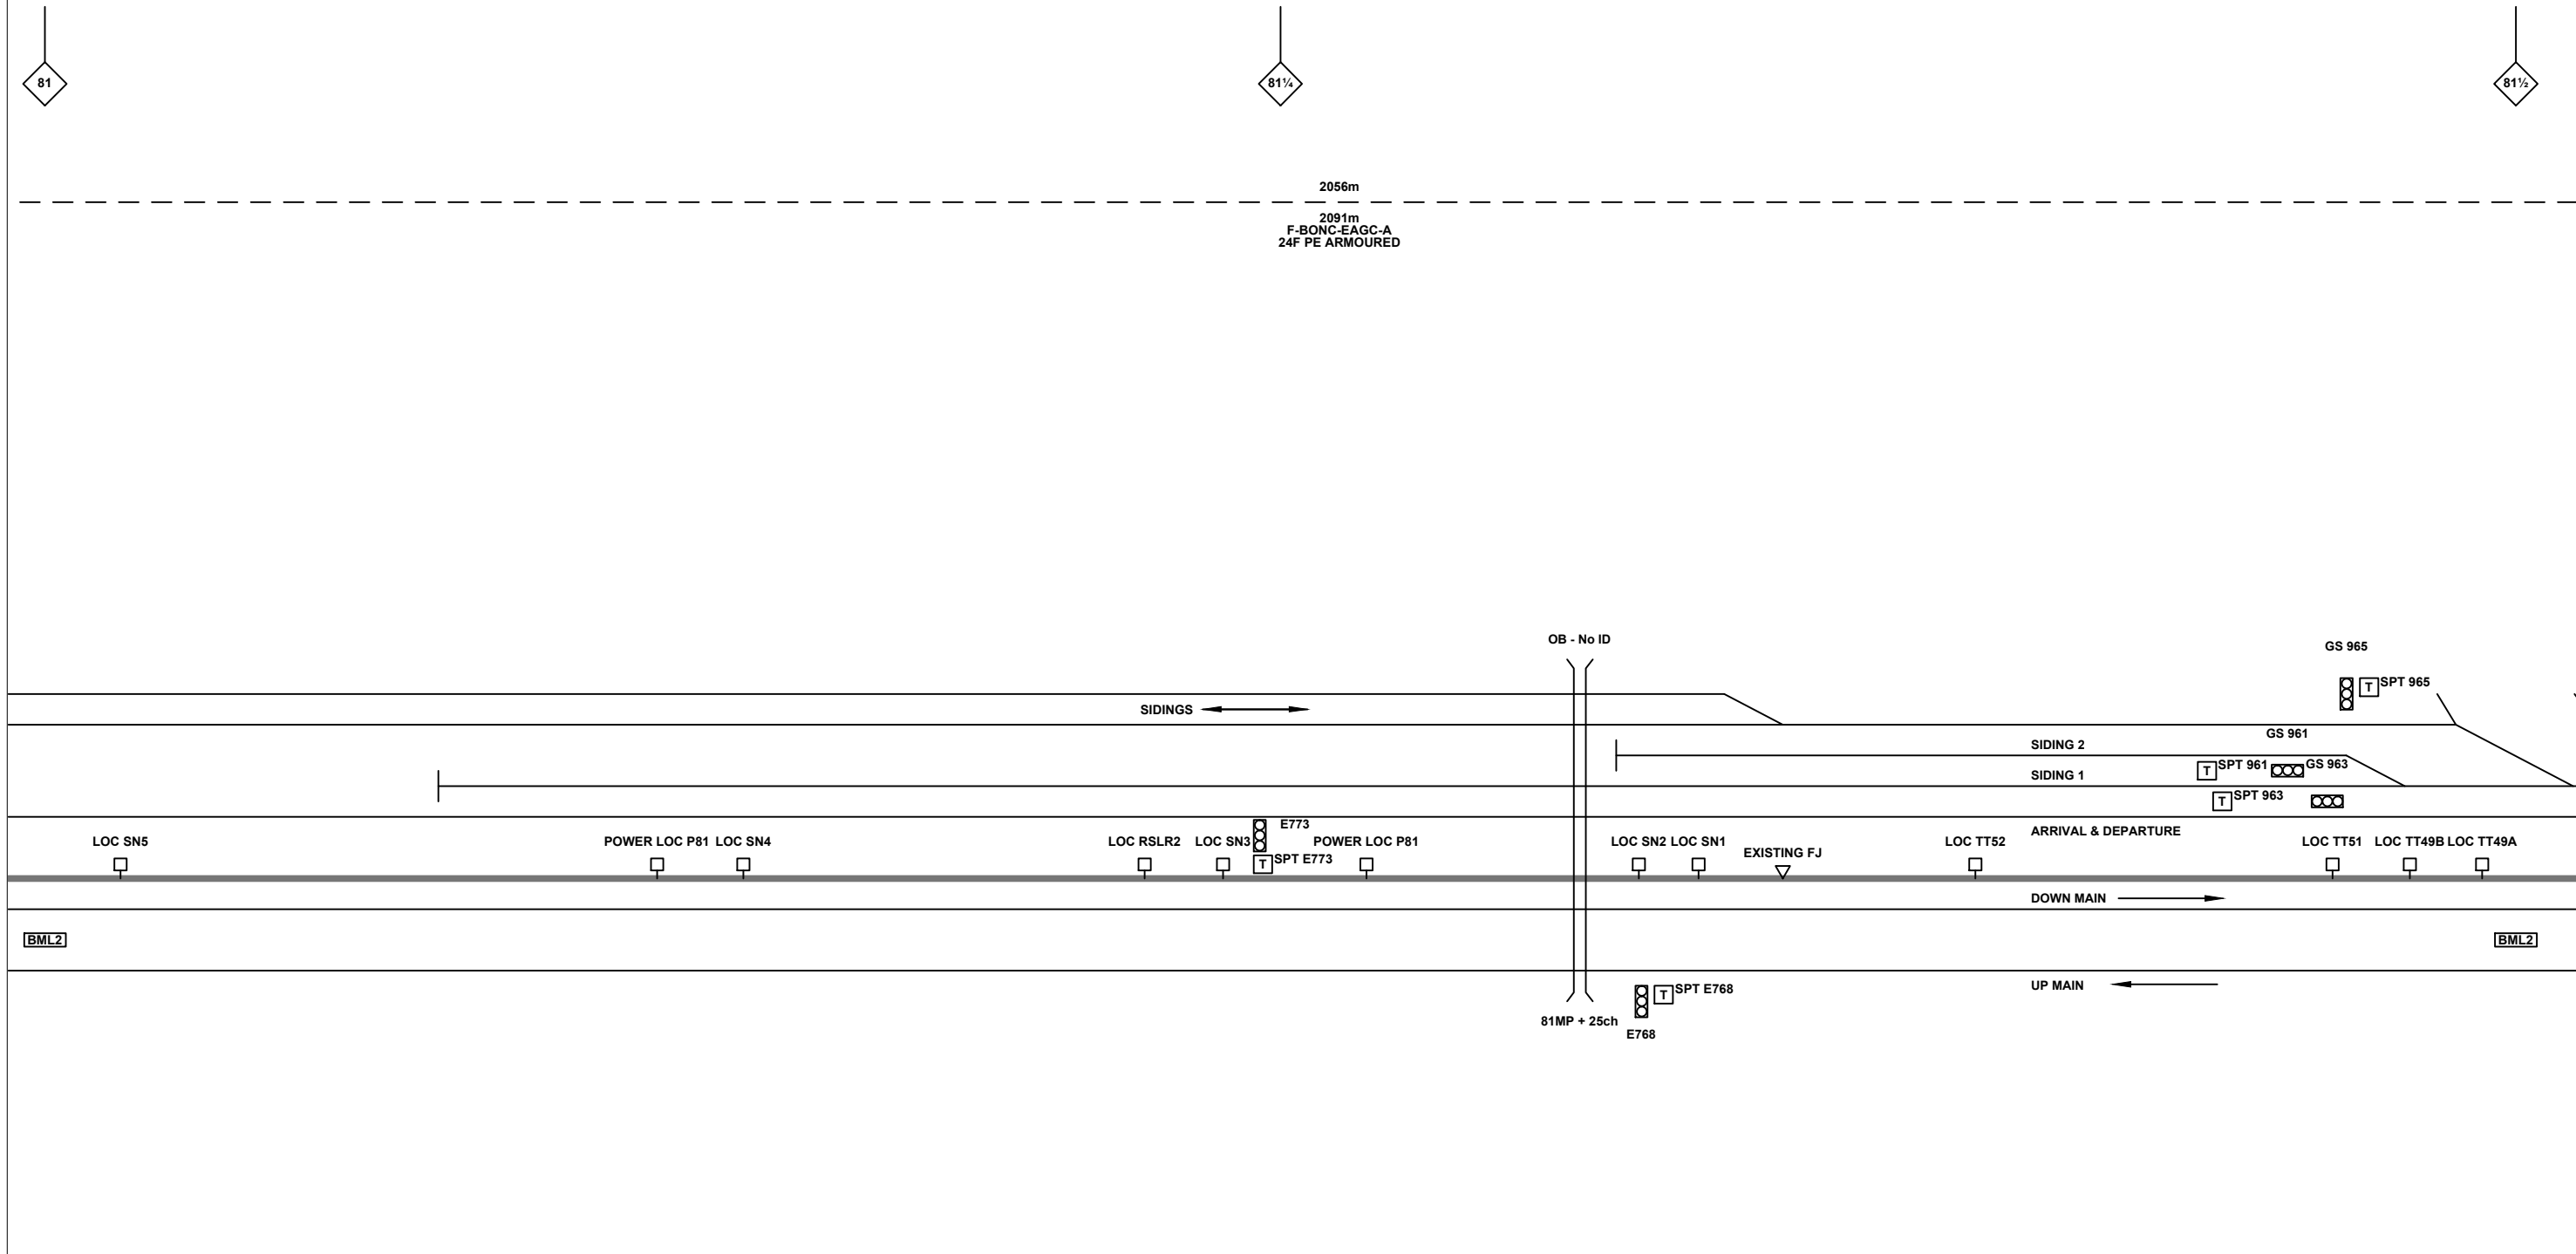 81
81¼
81½
2056m
2091m
F-BONC-EAGC-A
24F PE ARMOURED
OB - No ID
GS 965
T SPT 965
SIDINGS
GS 961
SIDING 2
T SPT 961
GS 963
SIDING 1
T SPT 963
E773
ARRIVAL & DEPARTURE
LOC SN5
POWER LOC P81
LOC SN4
LOC RSLR2
LOC SN3
T SPT E773
POWER LOC P81
LOC SN2
LOC SN1
EXISTING FJ
LOC TT52
LOC TT51
LOC TT49B
LOC TT49A
DOWN MAIN
BML2
BML2
UP MAIN
T SPT E768
81MP + 25ch
E768